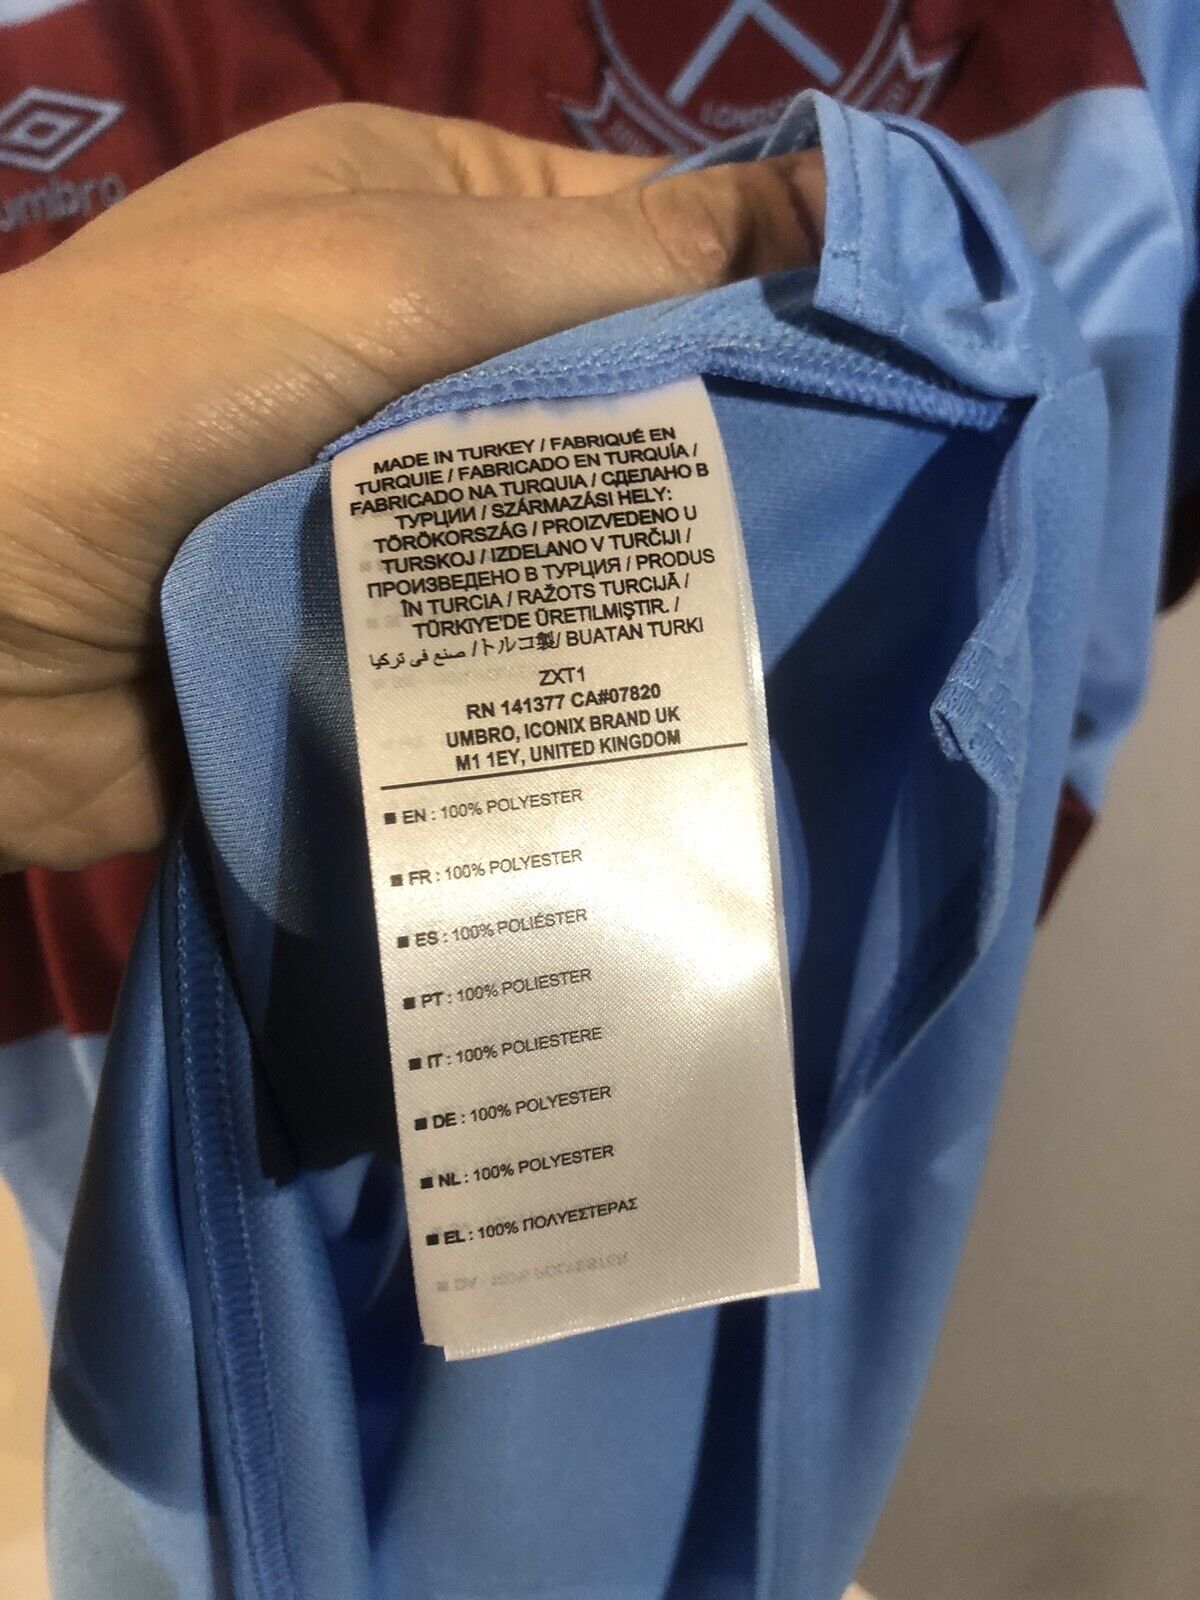 umbro
LONDO
MADE IN TURKEY / FABRIQUÉ EN
TURQUIE / FABRICADO EN TURQUÍA /
FABRICADO NA TURQUIA / СДЕЛАНО В
ТУРЦИИ / SZÁRMAZÁSI HELY:
TÖRÖKORSZÁG / PROIZVEDENO U
TURSKOJ / IZDELANO V TURČIJI /
ПРОИЗВЕДЕНО В ТУРЦИЯ / PRODUS
ÎN TURCIA / RAŽOTS TURCIJĀ /
TÜRKIYE'DE ÜRETILMIŞTIR. /
صنع في تركيا /トルコ製/ BUATAN TURKI
ZXT1
RN 141377 CA#07820
UMBRO, ICONIX BRAND UK
M1 1EY, UNITED KINGDOM
■ EN : 100% POLYESTER
■ FR : 100% POLYESTER
■ ES : 100% POLIÉSTER
■ PT : 100% POLIESTER
■ IT : 100% POLIESTERE
■ DE : 100% POLYESTER
■ NL : 100% POLYESTER
■ EL : 100% ΠΟΛΥΕΣΤΕΡΑΣ